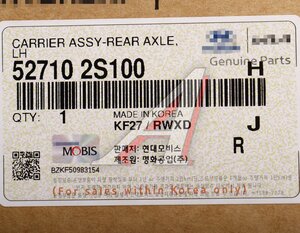 CARRIER ASSY-REAR AXLE,
LH
Genuine Parts
52710 2S100
H
QTY: 1
MADE IN KOREA
KF27 RWXD
J
R
MOBIS
판매자: 현대모비스
제조원: 명화공업(주)
BZKF50983154
(For sales within Korea only)